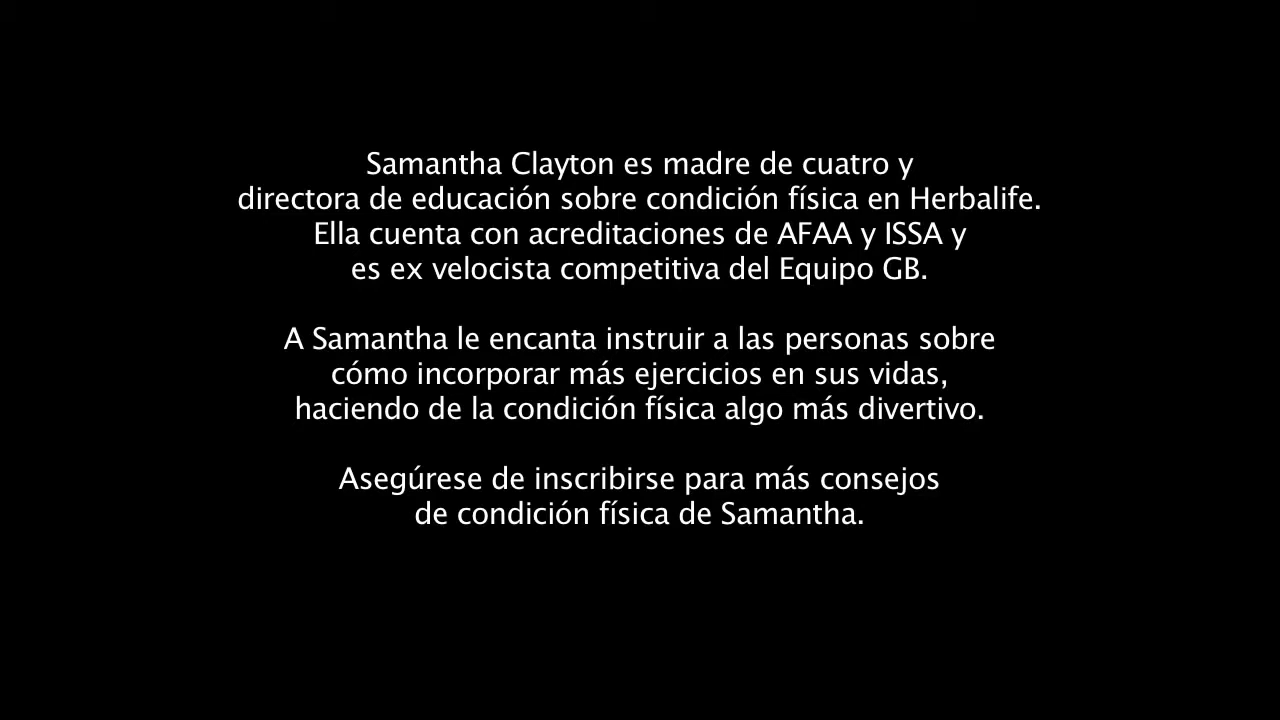 Samantha Clayton es madre de cuatro y
directora de educación sobre condición física en Herbalife.
Ella cuenta con acreditaciones de AFAA y ISSA y
es ex velocista competitiva del Equipo GB.
A Samantha le encanta instruir a las personas sobre
cómo incorporar más ejercicios en sus vidas,
haciendo de la condición física algo más divertivo.
Asegúrese de inscribirse para más consejos
de condición física de Samantha.